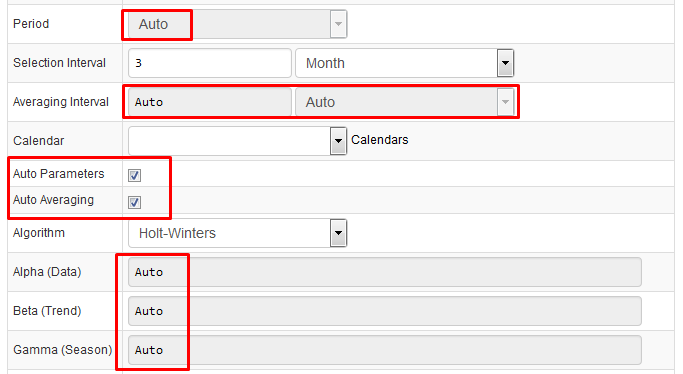 Period Auto
Selection Interval 3 Month
Averaging Interval Auto Auto
Calendar Calendars
Auto Parameters
Auto Averaging
Algorithm Holt-Winters
Alpha (Data) Auto
Beta (Trend) Auto
Gamma (Season) Auto